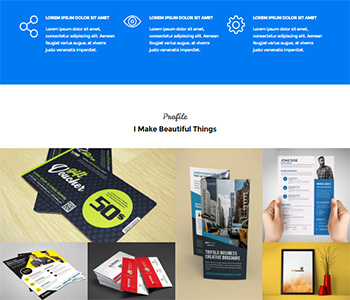 LOREM IPSUM DOLOR SIT AMET
Lorem ipsum dolor sit amet,
consectetur adipiscing elit. Aenean
feugiat augue augue, at viverra
justo venenatis imperdiet.
LOREM IPSUM DOLOR SIT AMET
Lorem ipsum dolor sit amet,
consectetur adipiscing elit. Aenean
feugiat augue augue, at viverra
justo venenatis imperdiet.
LOREM IPSUM DOLOR SIT AMET
Lorem ipsum dolor sit amet,
consectetur adipiscing elit. Aenean
feugiat augue augue, at viverra
justo venenatis imperdiet.
Profile
I Make Beautiful Things
Gift
Voucher
50%
TRIFOLD BUSINESS
CREATIVE BROCHURE